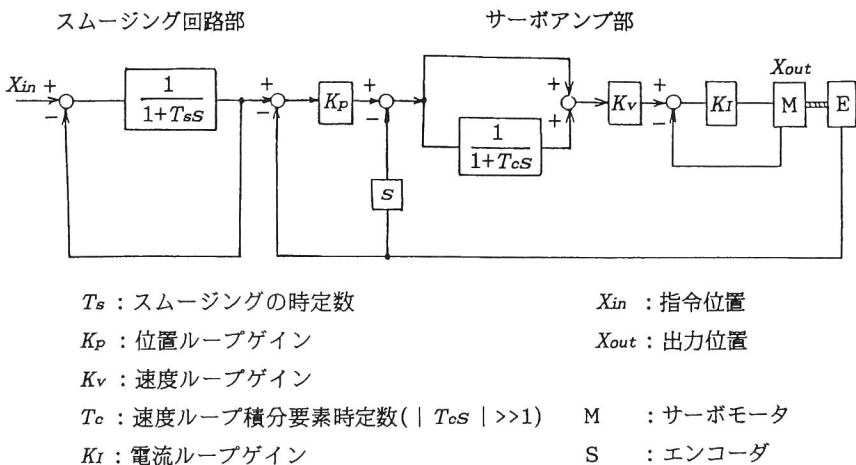 スムージング回路部 サーボアンプ部
Xin + − 1/(1+TsS) + − Kp + − 1/(1+TcS) + + Kv + − KI Xout M E
S
Ts：スムージングの時定数 Xin：指令位置
Kp：位置ループゲイン Xout：出力位置
Kv：速度ループゲイン
Tc：速度ループ積分要素時定数(｜TcS｜>>1) M：サーボモータ
KI：電流ループゲイン S：エンコーダ